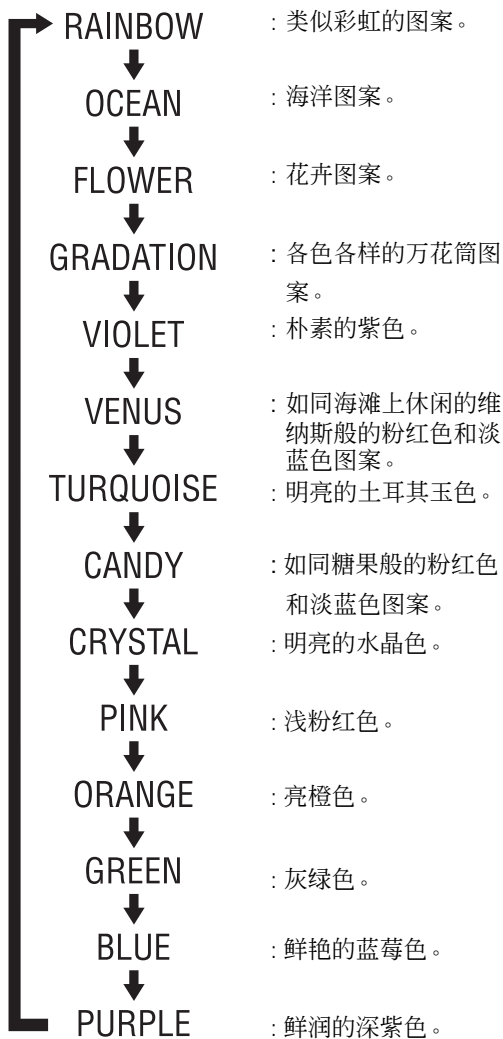 RAINBOW : 类似彩虹的图案。
OCEAN : 海洋图案。
FLOWER : 花卉图案。
GRADATION : 各色各样的万花筒图
案。
VIOLET : 朴素的紫色。
VENUS : 如同海滩上休闲的维
纳斯般的粉红色和淡
蓝色图案。
TURQUOISE : 明亮的土耳其玉色。
CANDY : 如同糖果般的粉红色
和淡蓝色图案。
CRYSTAL : 明亮的水晶色。
PINK : 浅粉红色。
ORANGE : 亮橙色。
GREEN : 灰绿色。
BLUE : 鲜艳的蓝莓色。
PURPLE : 鲜润的深紫色。